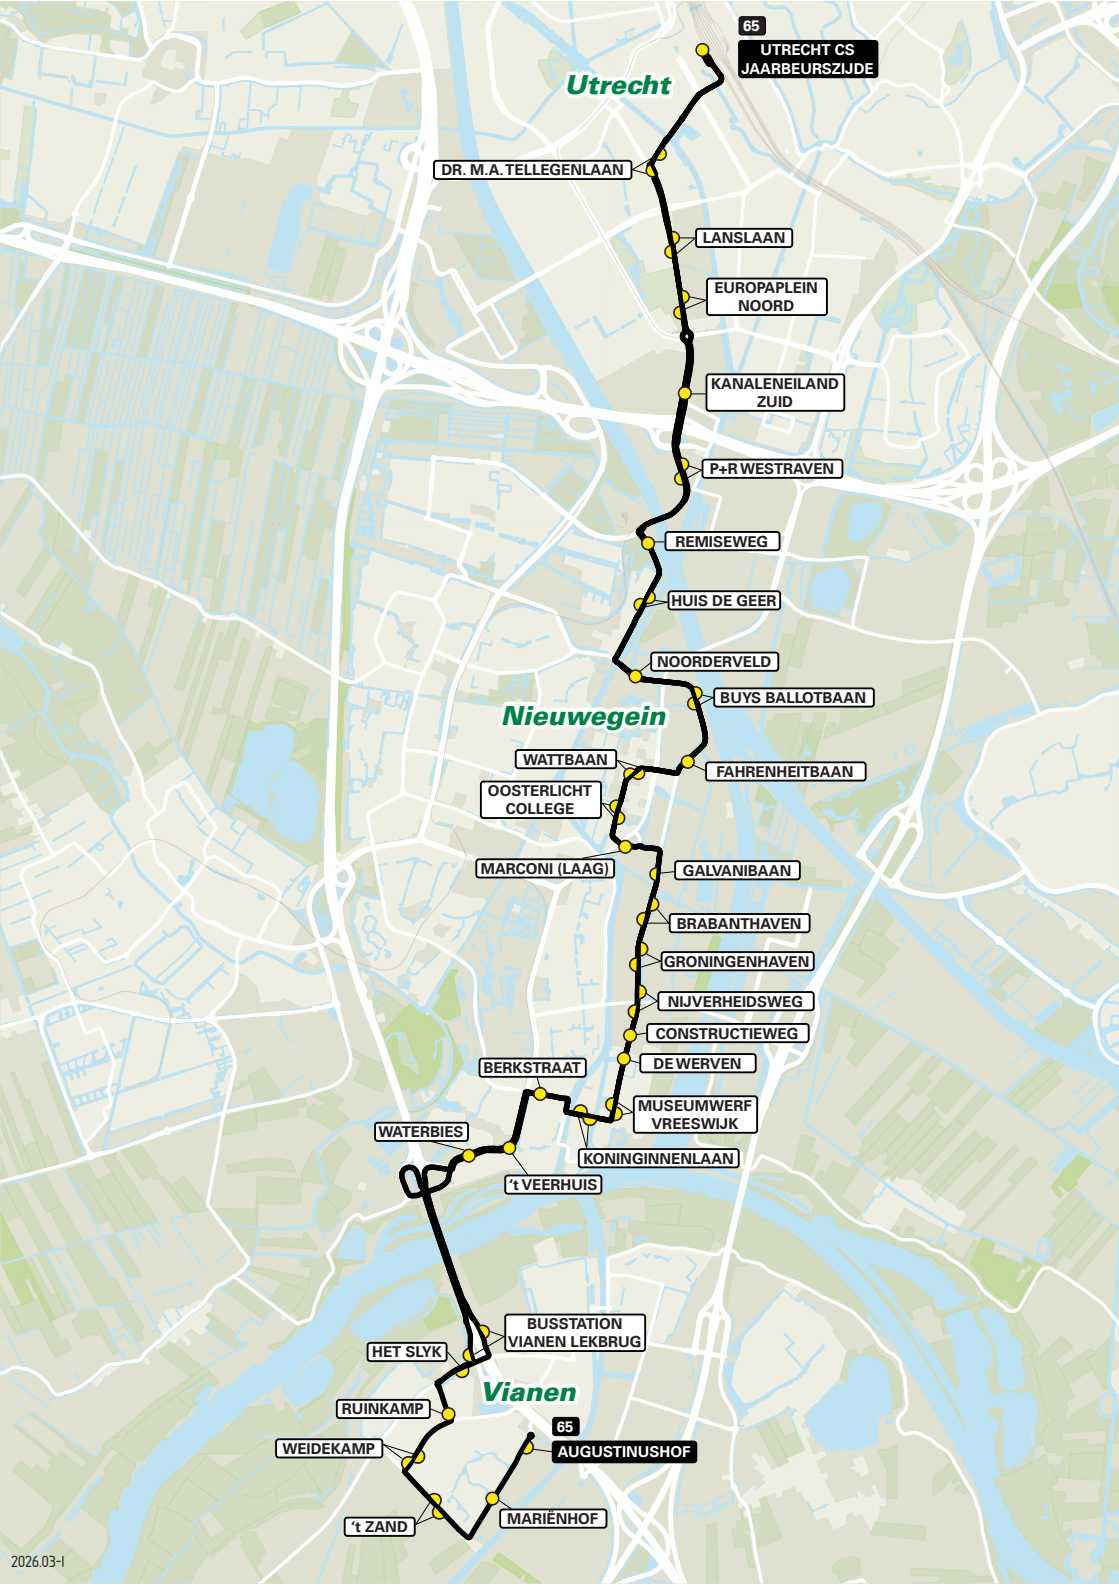 65
UTRECHT CS
JAARBEURSZIJDE
Utrecht
DR. M.A. TELLEGENLAAN
LANSLAAN
EUROPAPLEIN
NOORD
KANALENEILAND
ZUID
P+R WESTRAVEN
REMISEWEG
HUIS DE GEER
NOORDERVELD
BUYS BALLOTBAAN
Nieuwegein
WATTBAAN
FAHRENHEITBAAN
OOSTERLICHT
COLLEGE
MARCONI (LAAG)
GALVANIBAAN
BRABANTHAVEN
GRONINGENHAVEN
NIJVERHEIDSWEG
CONSTRUCTIEWEG
DE WERVEN
BERKSTRAAT
MUSEUMWERF
VREESWIJK
WATERBIES
KONINGINNENLAAN
‘t VEERHUIS
BUSSTATION
VIANEN LEKBRUG
HET SLYK
Vianen
RUINKAMP
65
AUGUSTINUSHOF
WEIDEKAMP
MARIËNHOF
‘t ZAND
2026.03-I